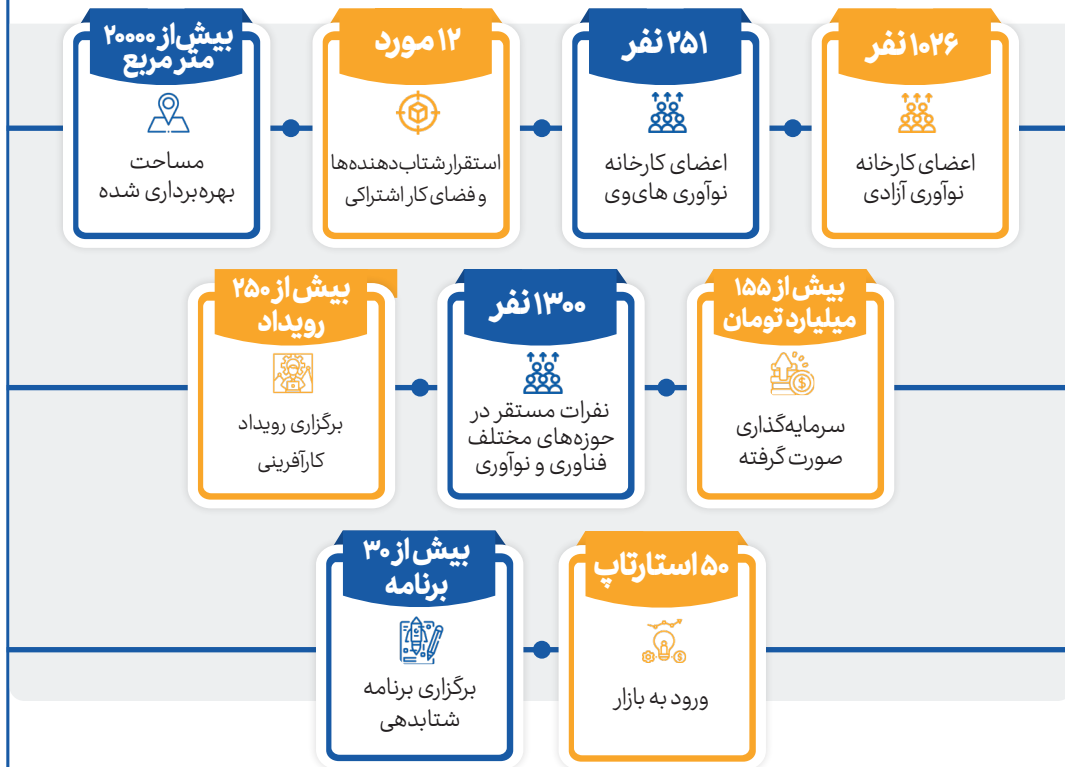 ۱۰۲۶ نفر
اعضای کارخانه
نوآوری آزادی
۲۵۱ نفر
اعضای کارخانه
نوآوری های‌وی
۱۲ مورد
استقرار شتاب‌دهنده‌ها
و فضای کار اشتراکی
بیش از ۲۰۰۰۰
متر مربع
مساحت
بهره‌برداری شده
بیش از ۱۵۵
میلیارد تومان
سرمایه‌گذاری
صورت گرفته
۱۳۰۰ نفر
نفرات مستقر در
حوزه‌های مختلف
فناوری و نوآوری
بیش از ۲۵۰
رویداد
برگزاری رویداد
کارآفرینی
۵۰ استارتاپ
ورود به بازار
بیش از ۳۰
برنامه
برگزاری برنامه
شتابدهی